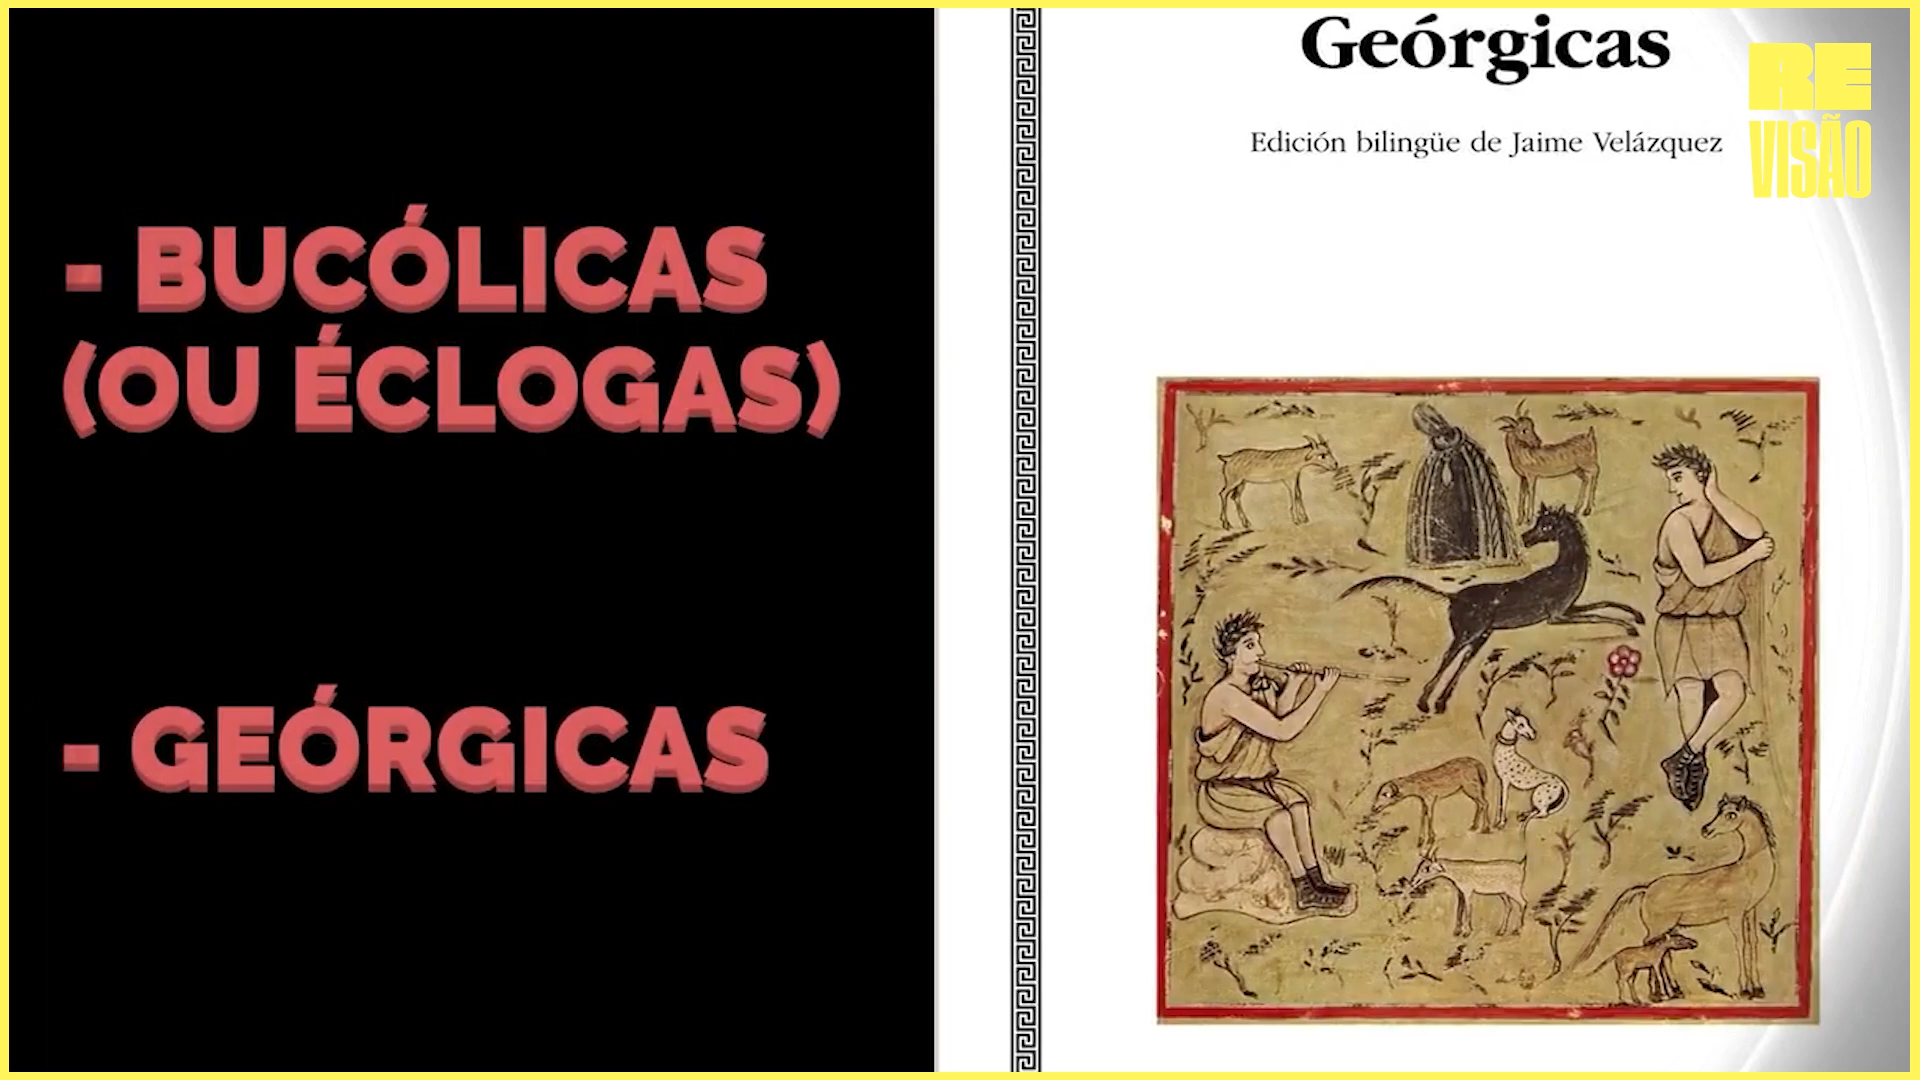 - BUCÓLICAS
(OU ÉCLOGAS)
- GEÓRGICAS
Geórgicas
Edición bilingüe de Jaime Velázquez
RE
VISÃO